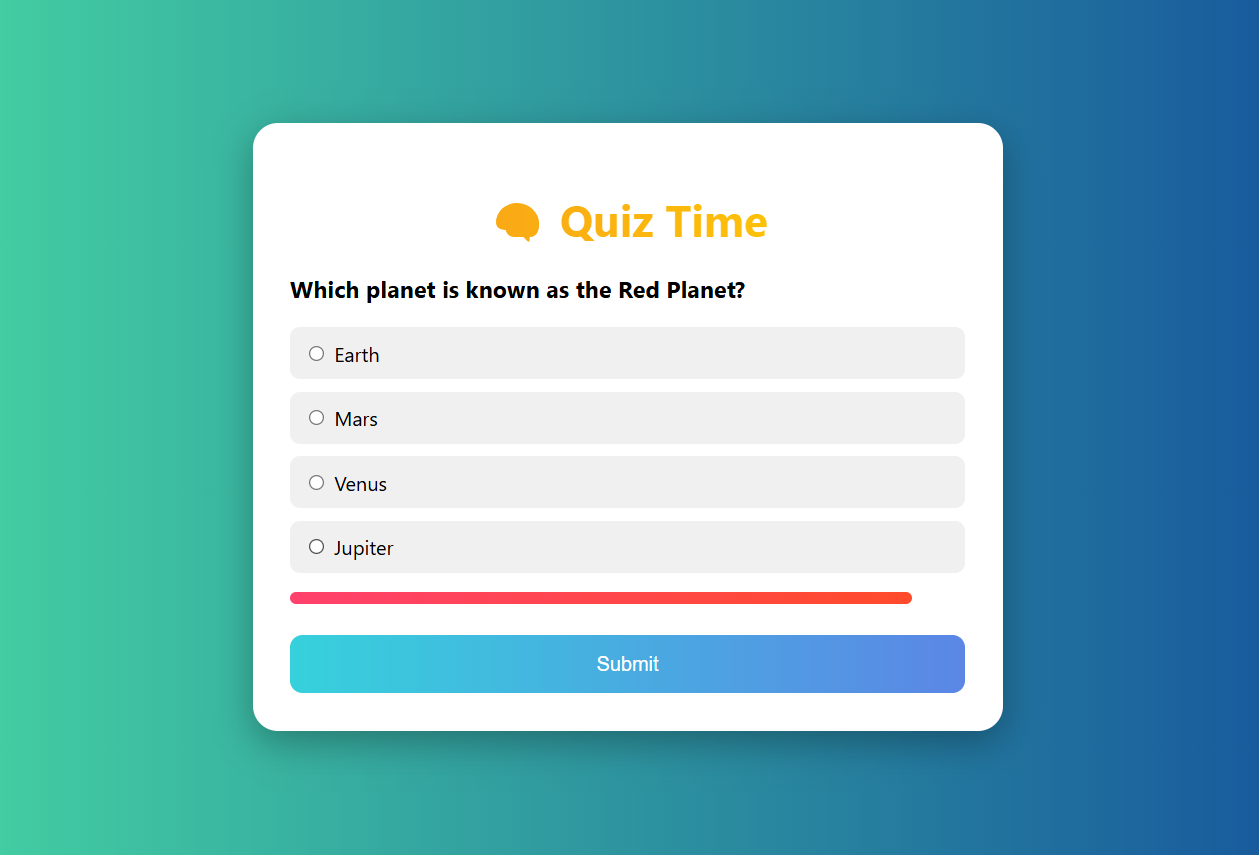 Quiz Time
Which planet is known as the Red Planet?
Earth
Mars
Venus
Jupiter
Submit